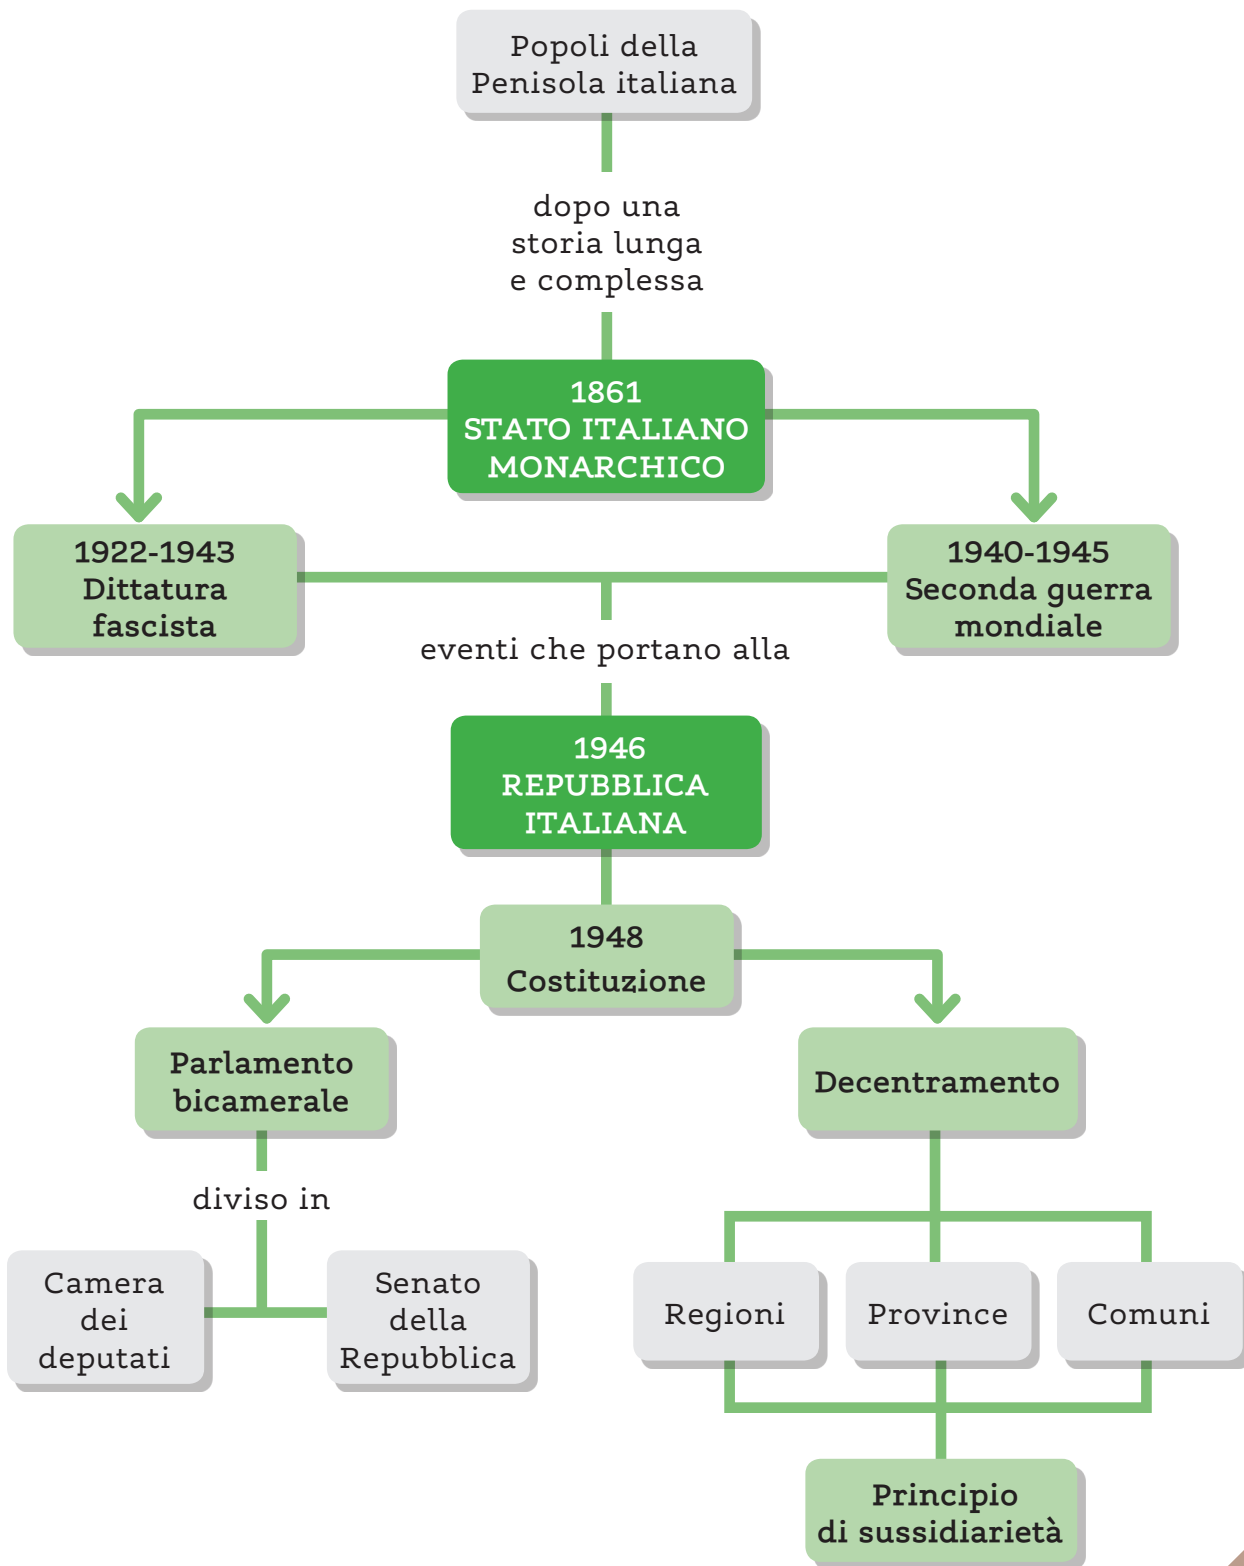 Popoli della
Penisola italiana
dopo una
storia lunga
e complessa
1861
STATO ITALIANO
MONARCHICO
1922-1943
Dittatura
fascista
1940-1945
Seconda guerra
mondiale
eventi che portano alla
1946
REPUBBLICA
ITALIANA
1948
Costituzione
Parlamento
bicamerale
Decentramento
diviso in
Camera
dei
deputati
Senato
della
Repubblica
Regioni
Province
Comuni
Principio
di sussidiarietà